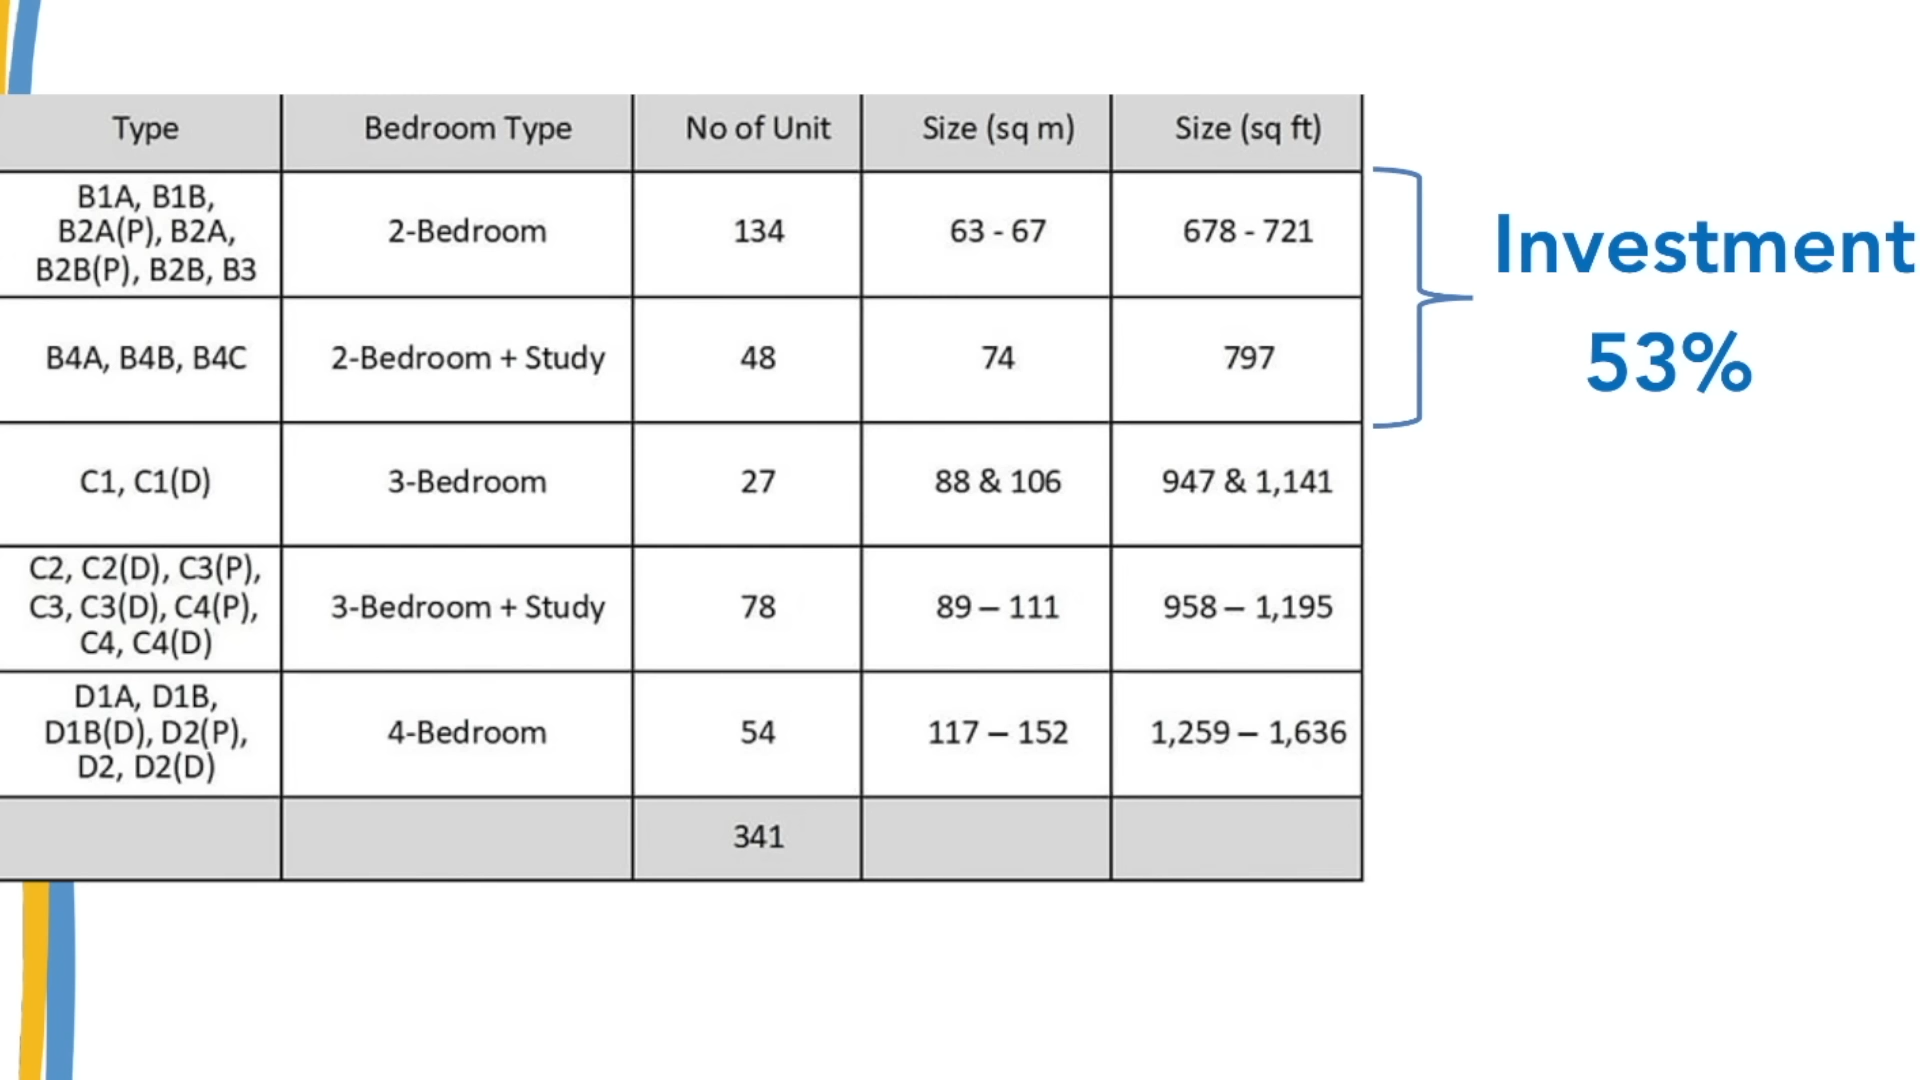 Type Bedroom Type No of Unit Size (sq m) Size (sq ft)
B1A, B1B,
B2A(P), B2A,
B2B(P), B2B, B3
2-Bedroom 134 63 - 67 678 - 721
B4A, B4B, B4C 2-Bedroom + Study 48 74 797
C1, C1(D) 3-Bedroom 27 88 & 106 947 & 1,141
C2, C2(D), C3(P),
C3, C3(D), C4(P),
C4, C4(D)
3-Bedroom + Study 78 89 – 111 958 – 1,195
D1A, D1B,
D1B(D), D2(P),
D2, D2(D)
4-Bedroom 54 117 – 152 1,259 – 1,636
341
Investment
53%